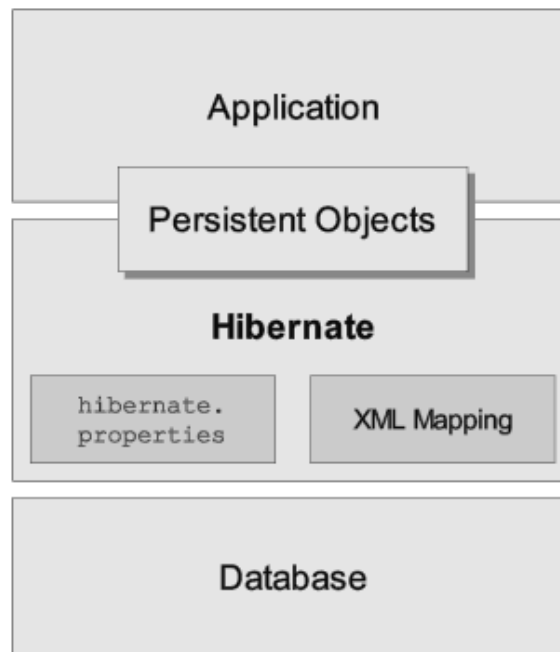 Application
Persistent Objects
Hibernate
hibernate.
properties
XML Mapping
Database